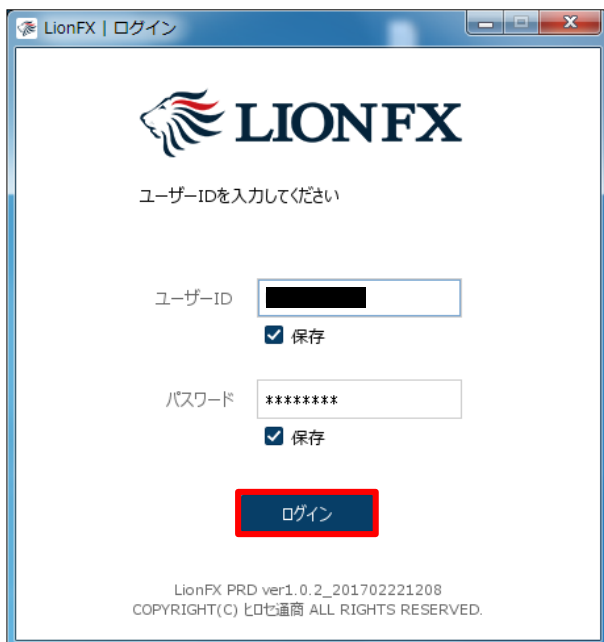 LionFX | ログイン
LION FX
ユーザーIDを入力してください
ユーザーID
保存
パスワード ********
保存
ログイン
LionFX PRD ver1.0.2_201702221208
COPYRIGHT(C) ヒロセ通商 ALL RIGHTS RESERVED.